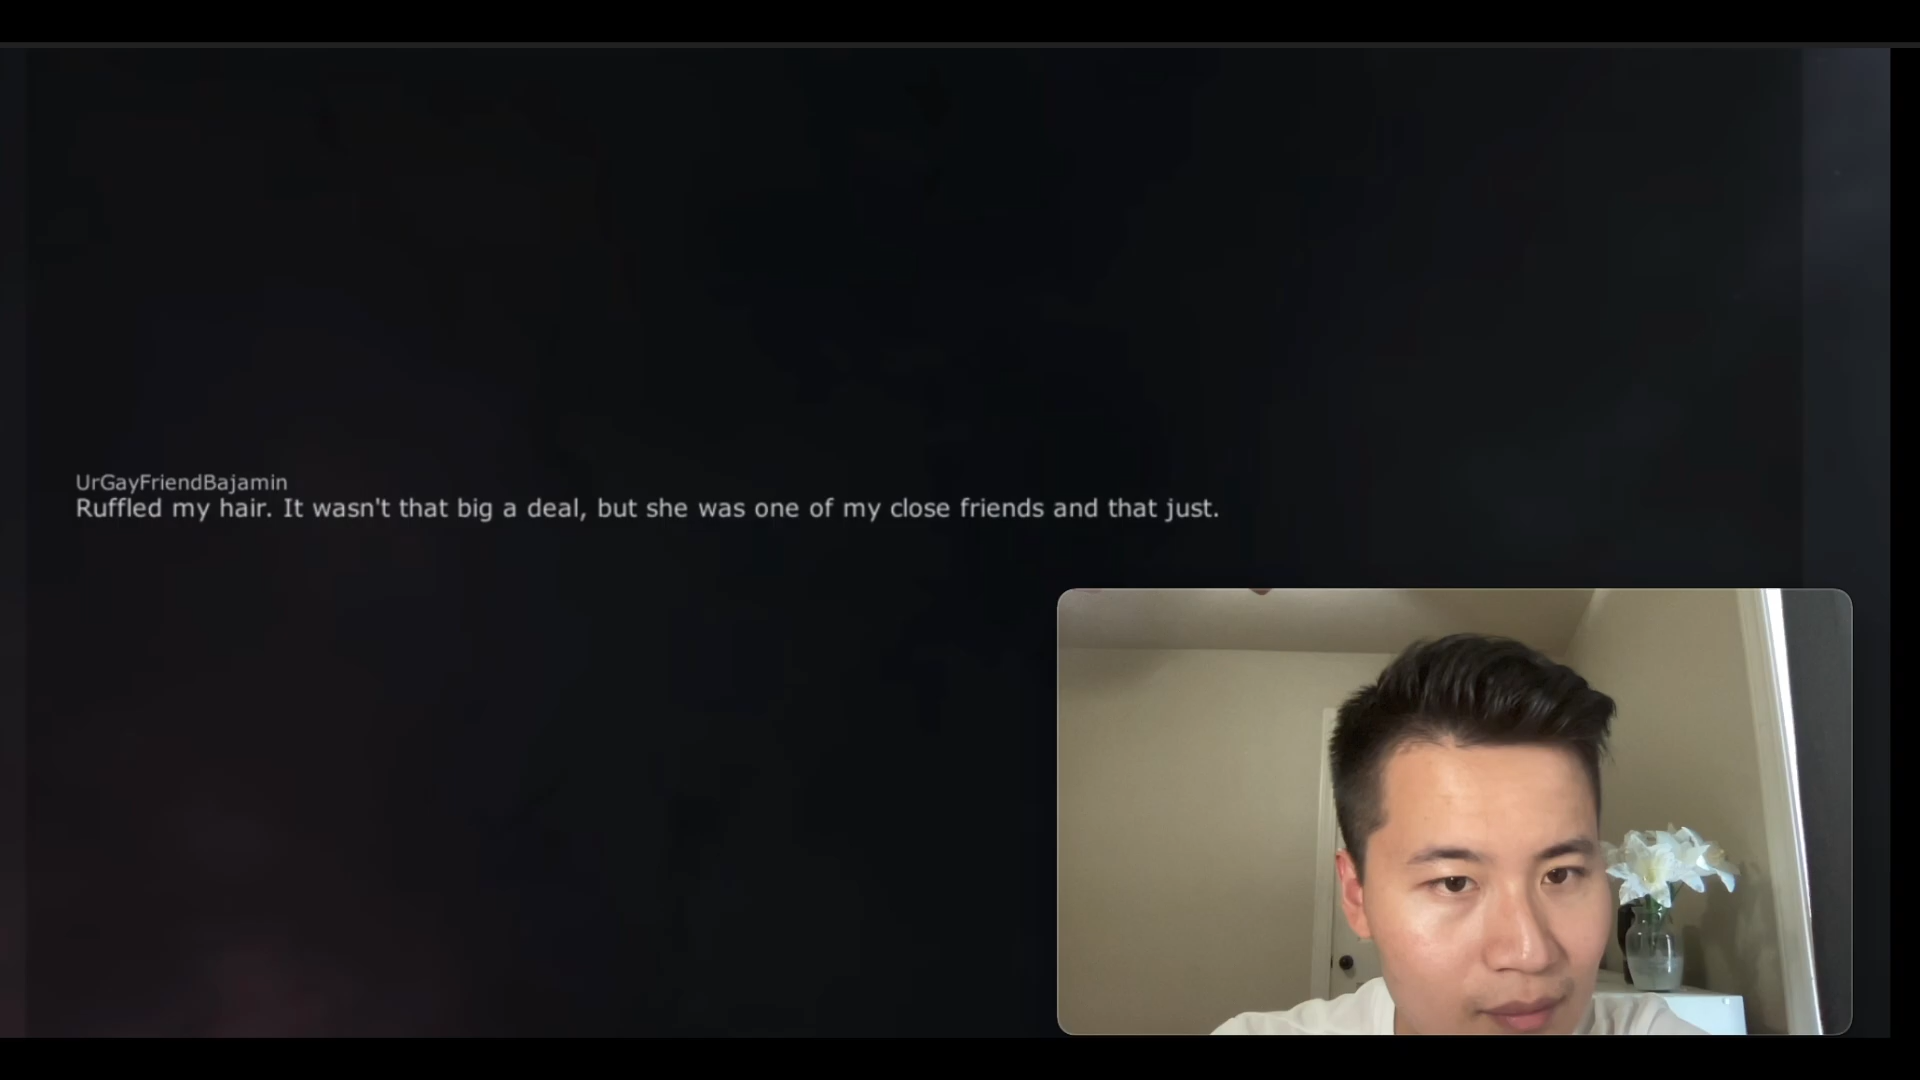 UrGayFriendBajamin
Ruffled my hair. It wasn't that big a deal, but she was one of my close friends and that just.